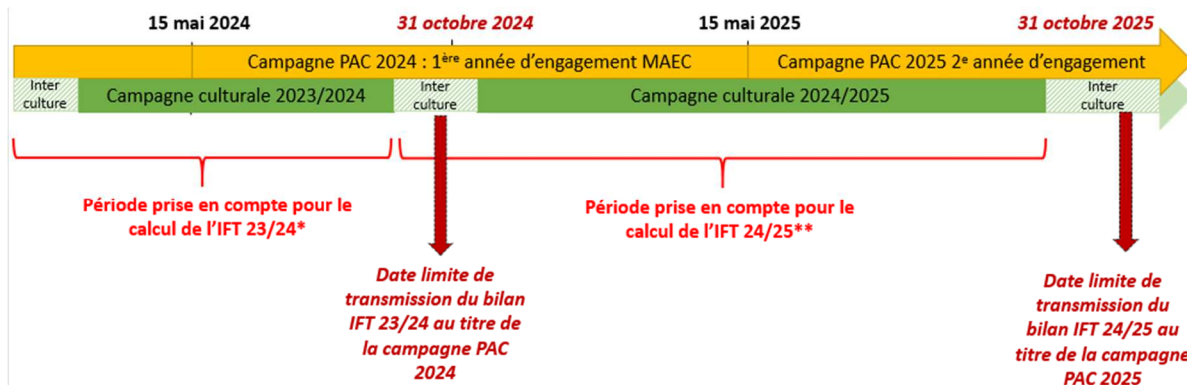 15 mai 2024
31 octobre 2024
15 mai 2025
31 octobre 2025
Campagne PAC 2024 : 1ère année d’engagement MAEC
Campagne PAC 2025 2e année d’engagement
Inter
culture
Campagne culturale 2023/2024
Inter
culture
Campagne culturale 2024/2025
Inter
culture
Période prise en compte pour le
calcul de l’IFT 23/24*
Période prise en compte pour le
calcul de l’IFT 24/25**
Date limite de
transmission du bilan
IFT 23/24 au titre de
la campagne PAC
2024
Date limite de
transmission du
bilan IFT 24/25 au
titre de la campagne
PAC 2025